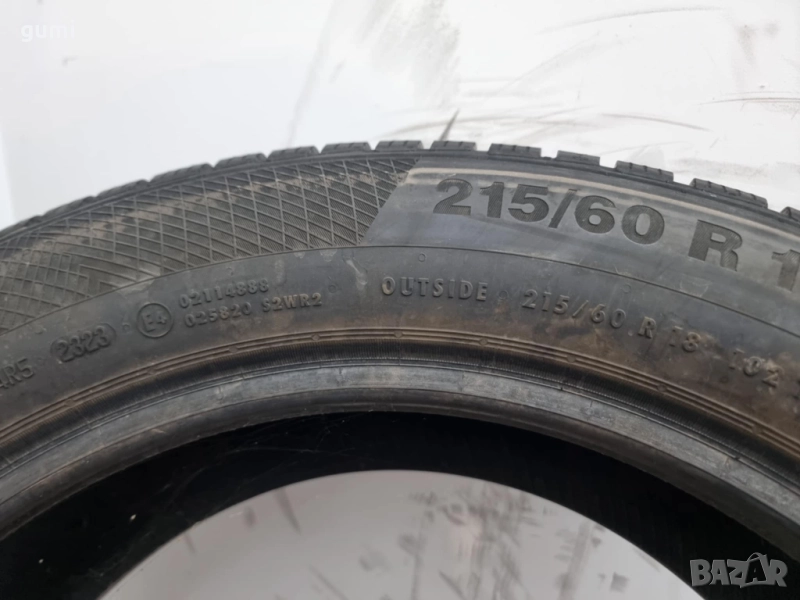 gumi
215/60 R 1
02114888
E4
025820 S2WR2
OUTSIDE 215/60 R 18 102
2323
BAZAR